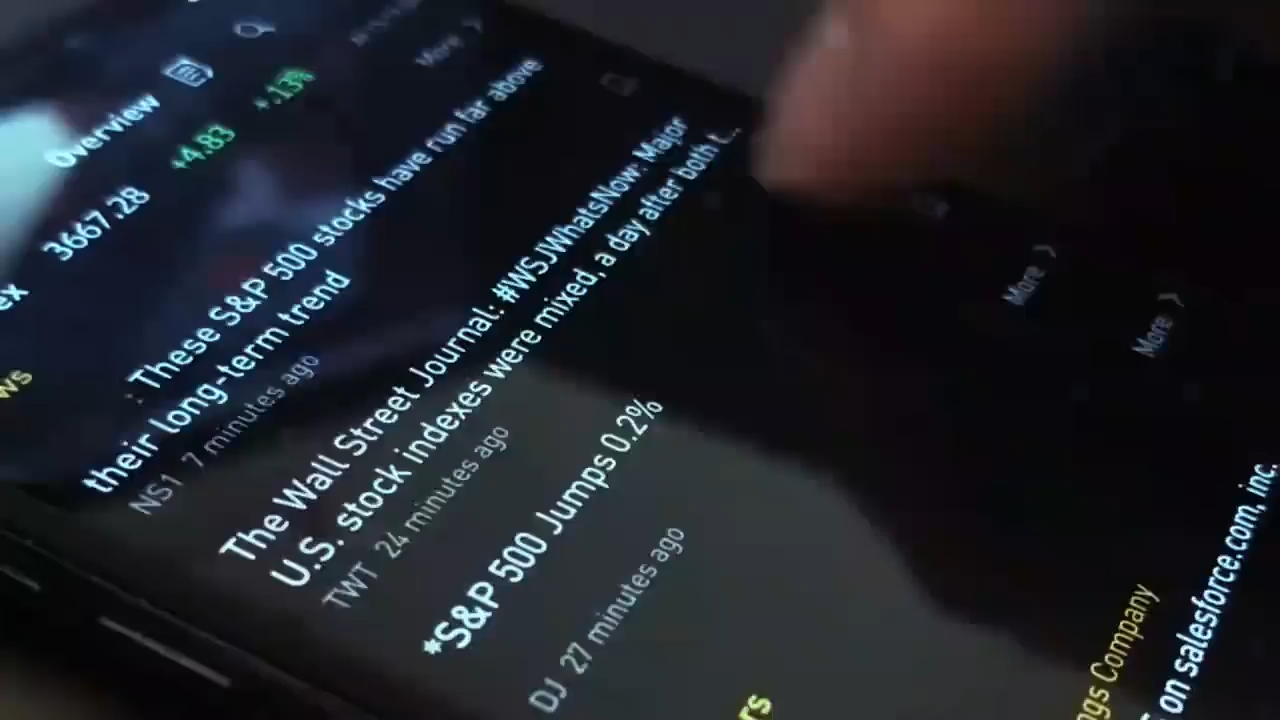 Overview
3667.28 +4.83 +.13%
More
These S&P 500 stocks have run far above
their long-term trend
NS1 7 minutes ago
The Wall Street Journal: #WSJWhatsNow: Major
U.S. stock indexes were mixed, a day after both t...
TWT 24 minutes ago
*S&P 500 Jumps 0.2%
DJ 27 minutes ago
More
More
Company
on salesforce.com, inc.